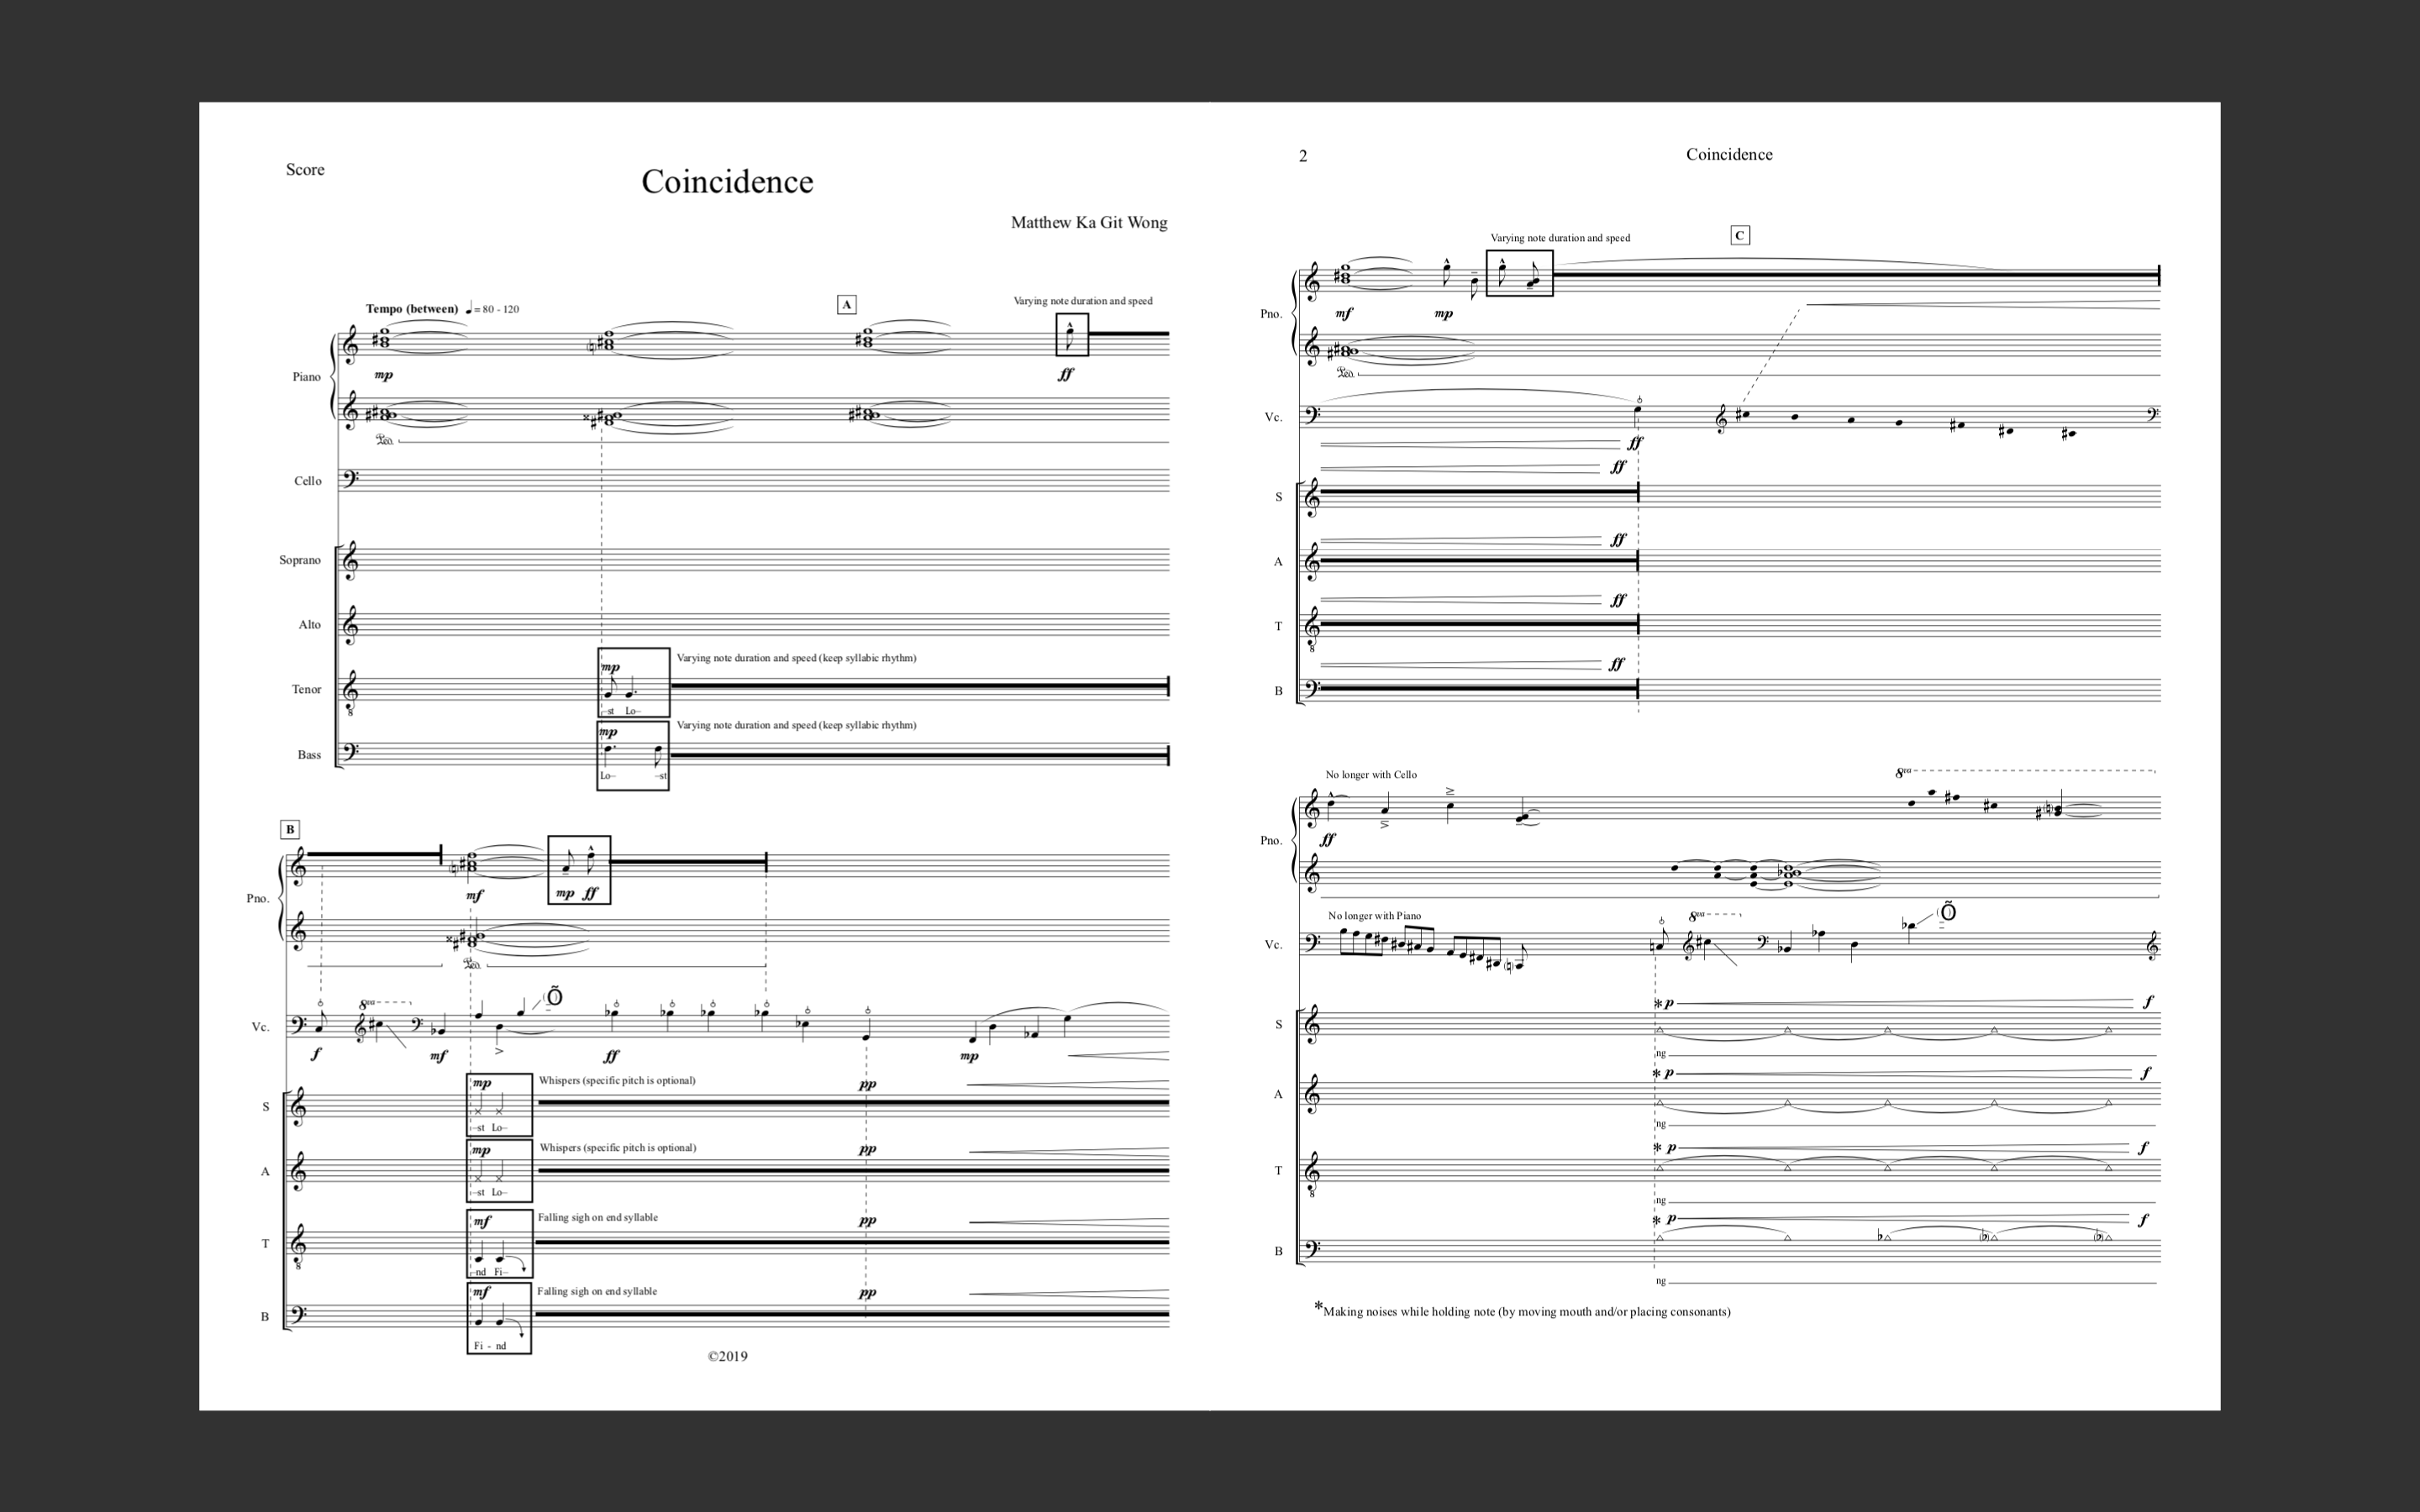 Score
Coincidence
Matthew Ka Git Wong
Tempo (between) ♩= 80 - 120
A
Varying note duration and speed
Piano
mp
ff
Ped.
Cello
Soprano
Alto
Varying note duration and speed (keep syllabic rhythm)
mp
Tenor
8
-st Lo-
Varying note duration and speed (keep syllabic rhythm)
mp
Bass
Lo- -st
B
Pno.
mf
mp ff
Ped.
8va
Vc.
f
mf
ff
mp
mp
Whispers (specific pitch is optional)
pp
S
-st Lo-
mp
Whispers (specific pitch is optional)
pp
A
-st Lo-
mf
Falling sigh on end syllable
pp
T
8
-nd Fi-
mf
Falling sigh on end syllable
pp
B
Fi - nd
©2019
2
Coincidence
Varying note duration and speed
C
Pno.
mf
mp
Ped.
Vc.
ff
ff
S
ff
A
ff
T
8
ff
B
No longer with Cello
8va
Pno.
ff
No longer with Piano
8va
Vc.
*p
f
S
ng
*p
f
A
ng
* p
f
T
8
ng
* p
f
B
ng
*Making noises while holding note (by moving mouth and/or placing consonants)